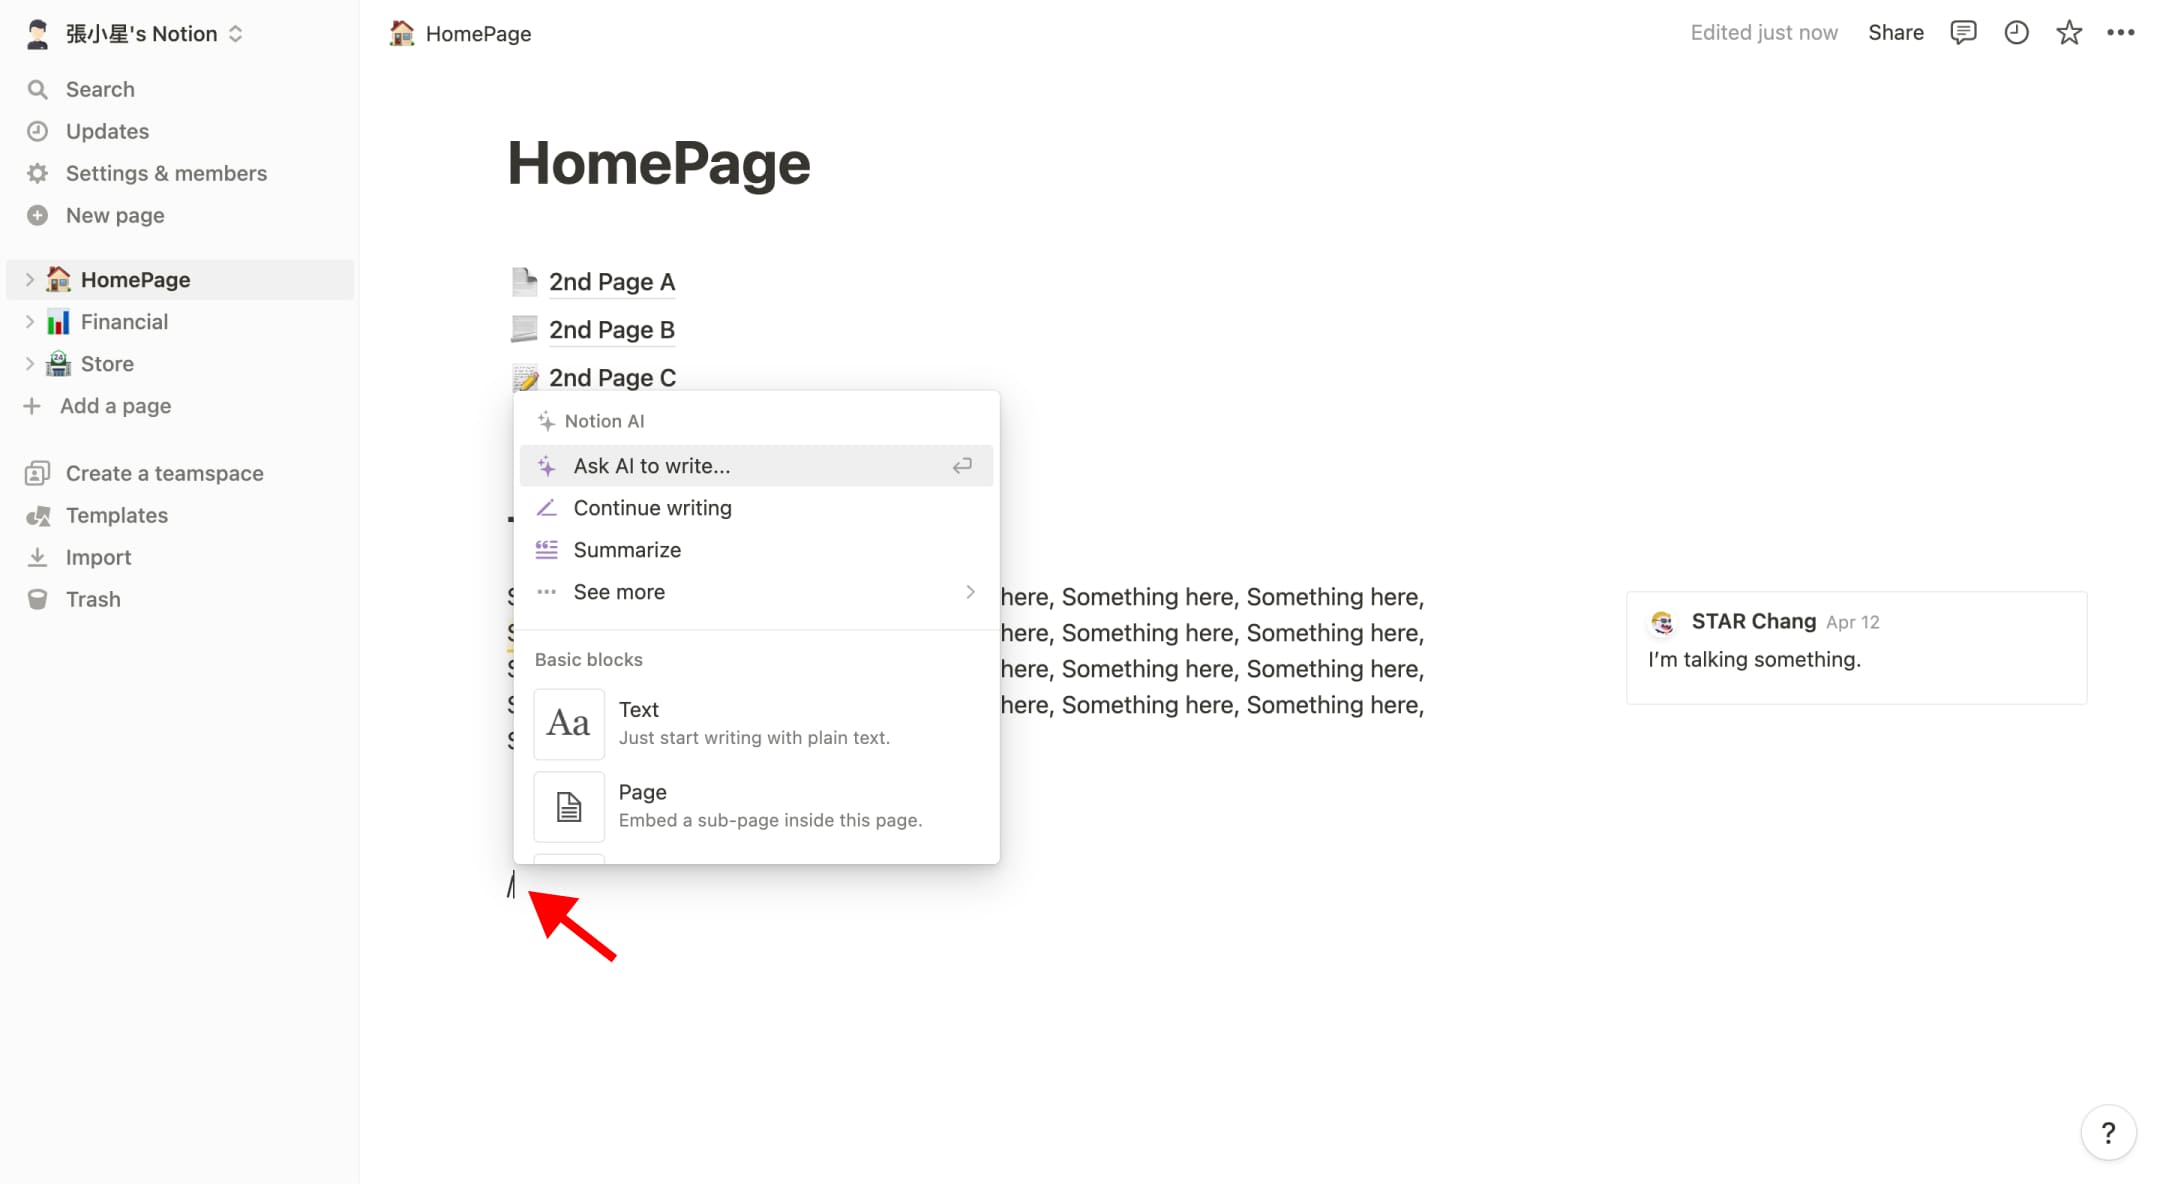 張小星's Notion
Search
Updates
Settings & members
New page
HomePage
Financial
Store
Add a page
Create a teamspace
Templates
Import
Trash
HomePage
Edited just now
Share
HomePage
2nd Page A
2nd Page B
2nd Page C
Notion AI
Ask AI to write...
Continue writing
Summarize
See more
Basic blocks
Aa
Text
Just start writing with plain text.
Page
Embed a sub-page inside this page.
here, Something here, Something here,
here, Something here, Something here,
here, Something here, Something here,
here, Something here, Something here,
/
STAR Chang Apr 12
I’m talking something.
?